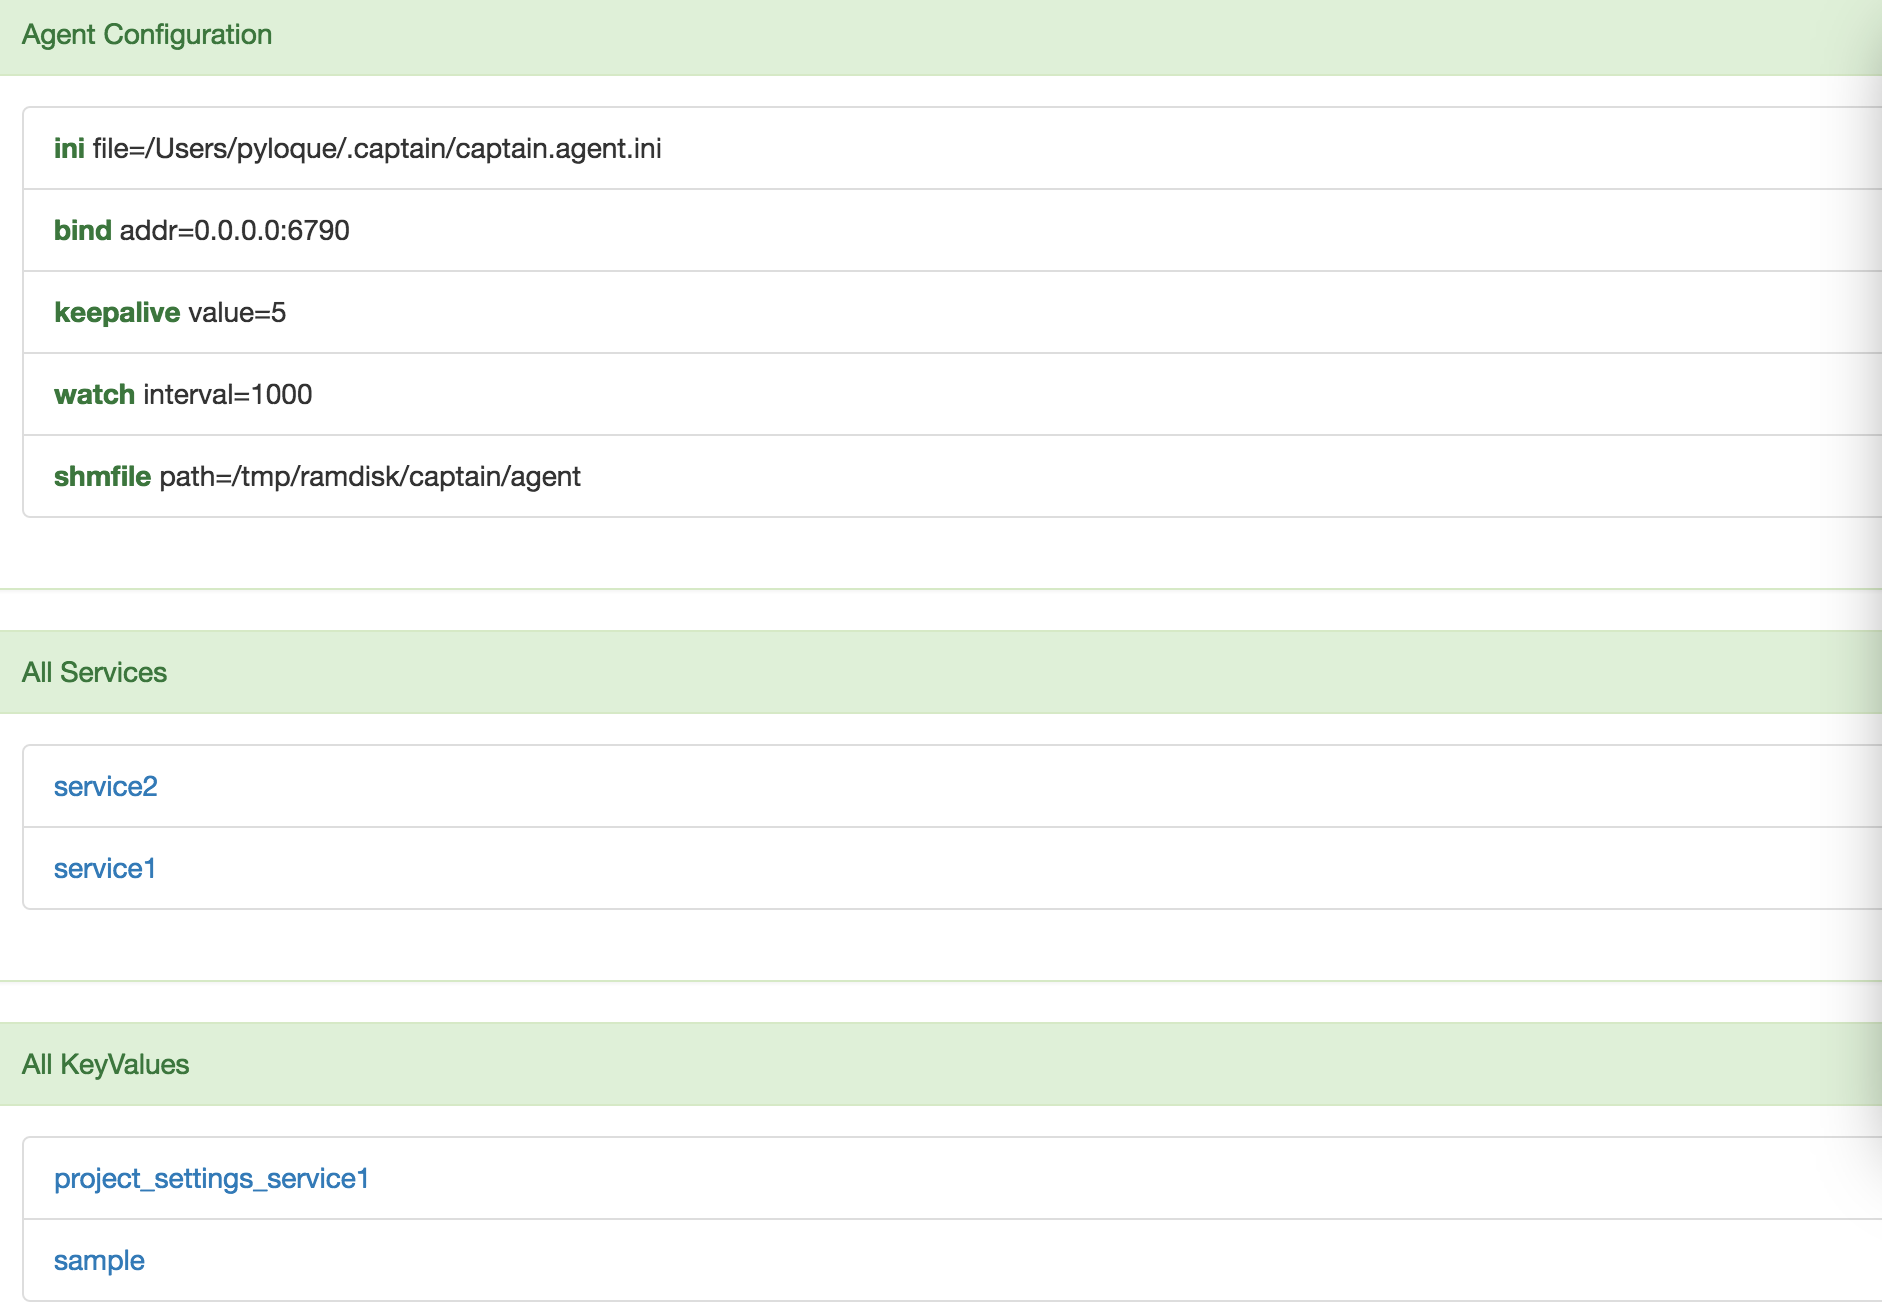 Agent Configuration
ini file=/Users/pyloque/.captain/captain.agent.ini
bind addr=0.0.0.0:6790
keepalive value=5
watch interval=1000
shmfile path=/tmp/ramdisk/captain/agent
All Services
service2
service1
All KeyValues
project_settings_service1
sample